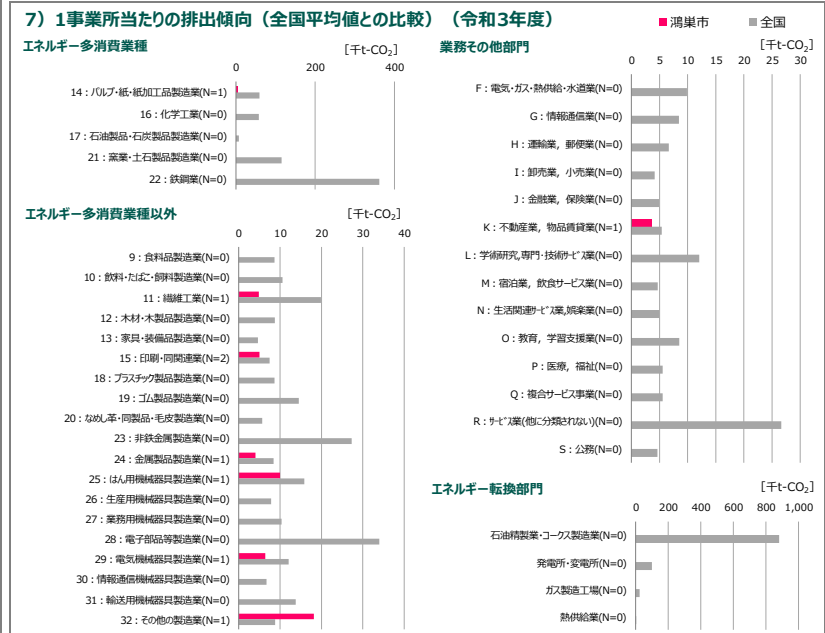 7）1事業所当たりの排出傾向（全国平均値との比較）（令和3年度）
■鴻巣市 ■全国
エネルギー多消費業種
［千t-CO₂］
0 200 400
14：パルプ・紙・紙加工品製造業(N=1)
16：化学工業(N=0)
17：石油製品・石炭製品製造業(N=0)
21：窯業・土石製品製造業(N=0)
22：鉄鋼業(N=0)
エネルギー多消費業種以外
［千t-CO₂］
0 10 20 30 40
9：食料品製造業(N=0)
10：飲料・たばこ・飼料製造業(N=0)
11：繊維工業(N=1)
12：木材・木製品製造業(N=0)
13：家具・装備品製造業(N=0)
15：印刷・同関連業(N=2)
18：プラスチック製品製造業(N=0)
19：ゴム製品製造業(N=0)
20：なめし革・同製品・毛皮製造業(N=0)
23：非鉄金属製造業(N=0)
24：金属製品製造業(N=1)
25：はん用機械器具製造業(N=1)
26：生産用機械器具製造業(N=0)
27：業務用機械器具製造業(N=0)
28：電子部品等製造業(N=0)
29：電気機械器具製造業(N=1)
30：情報通信機械器具製造業(N=0)
31：輸送用機械器具製造業(N=0)
32：その他の製造業(N=1)
業務その他部門
［千t-CO₂］
0 5 10 15 20 25 30
F：電気・ガス・熱供給・水道業(N=0)
G：情報通信業(N=0)
H：運輸業，郵便業(N=0)
I：卸売業，小売業(N=0)
J：金融業，保険業(N=0)
K：不動産業，物品賃貸業(N=1)
L：学術研究,専門・技術ｻｰﾋﾞｽ業(N=0)
M：宿泊業，飲食サービス業(N=0)
N：生活関連ｻｰﾋﾞｽ業,娯楽業(N=0)
O：教育，学習支援業(N=0)
P：医療，福祉(N=0)
Q：複合サービス事業(N=0)
R：ｻｰﾋﾞｽ業(他に分類されない)(N=0)
S：公務(N=0)
エネルギー転換部門
［千t-CO₂］
0 200 400 600 800 1,000
石油精製業・コークス製造業(N=0)
発電所・変電所(N=0)
ガス製造工場(N=0)
熱供給業(N=0)